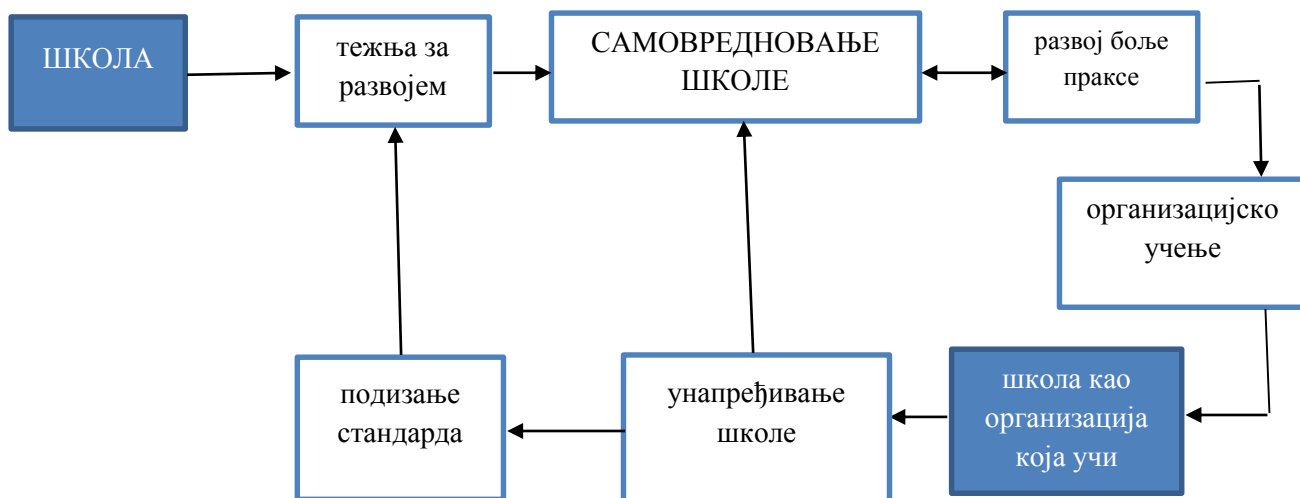 ШКОЛА
тежња за
развојем
САМОВРЕДНОВАЊЕ
ШКОЛЕ
развој боље
праксе
организацијско
учење
школа као
организација
која учи
унапређивање
школе
подизање
стандарда